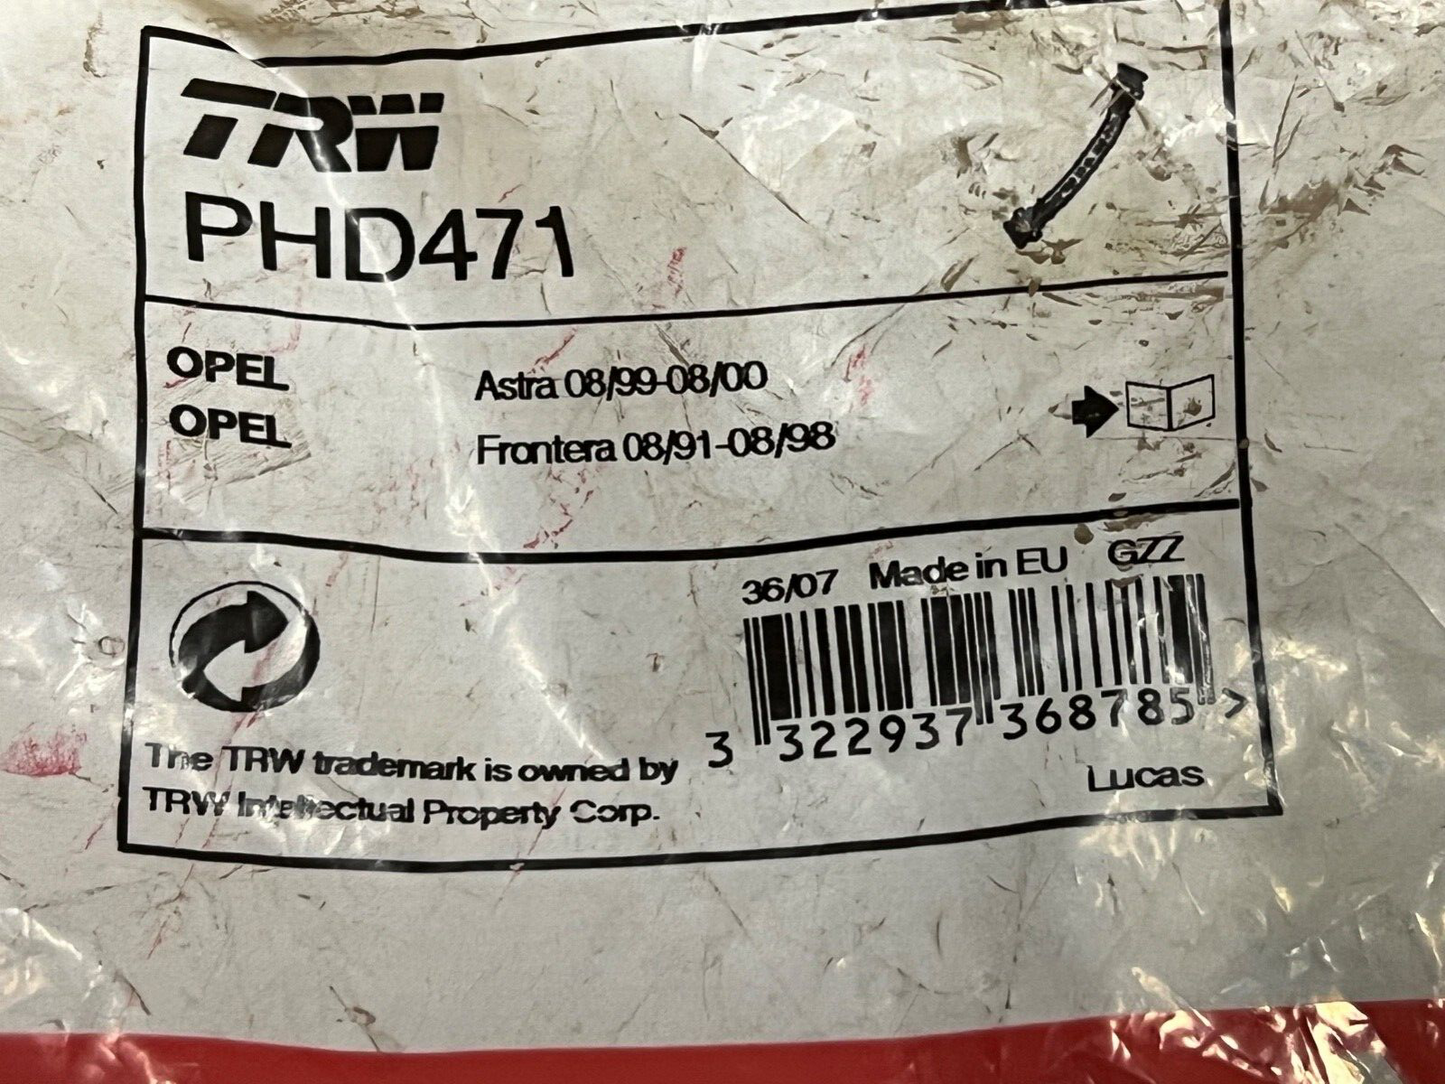 TRW
PHD471
OPEL Astra 08/99-08/00
OPEL Frontera 08/91-08/98
36/07 Made in EU GZZ
3 322937 368785 >
The TRW trademark is owned by
TRW Intellectual Property Corp.
Lucas